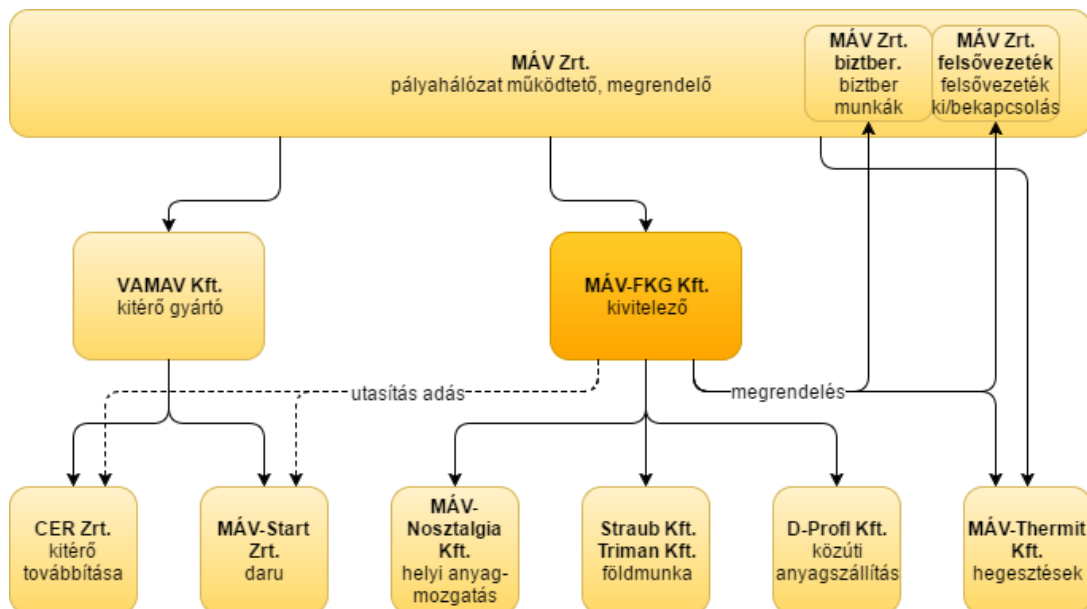 MÁV Zrt.
pályahálózat működtető, megrendelő
MÁV Zrt.
biztber.
biztber
munkák
MÁV Zrt.
felsővezeték
felsővezeték
ki/bekapcsolás
VAMAV Kft.
kitérő gyártó
MÁV-FKG Kft.
kivitelező
utasítás adás
megrendelés
CER Zrt.
kitérő
továbbítása
MÁV-Start
Zrt.
daru
MÁV-
Nosztalgia
Kft.
helyi anyag-
mozgatás
Straub Kft.
Triman Kft.
földmunka
D-Profl Kft.
közúti
anyagszállítás
MÁV-Thermit
Kft.
hegesztések